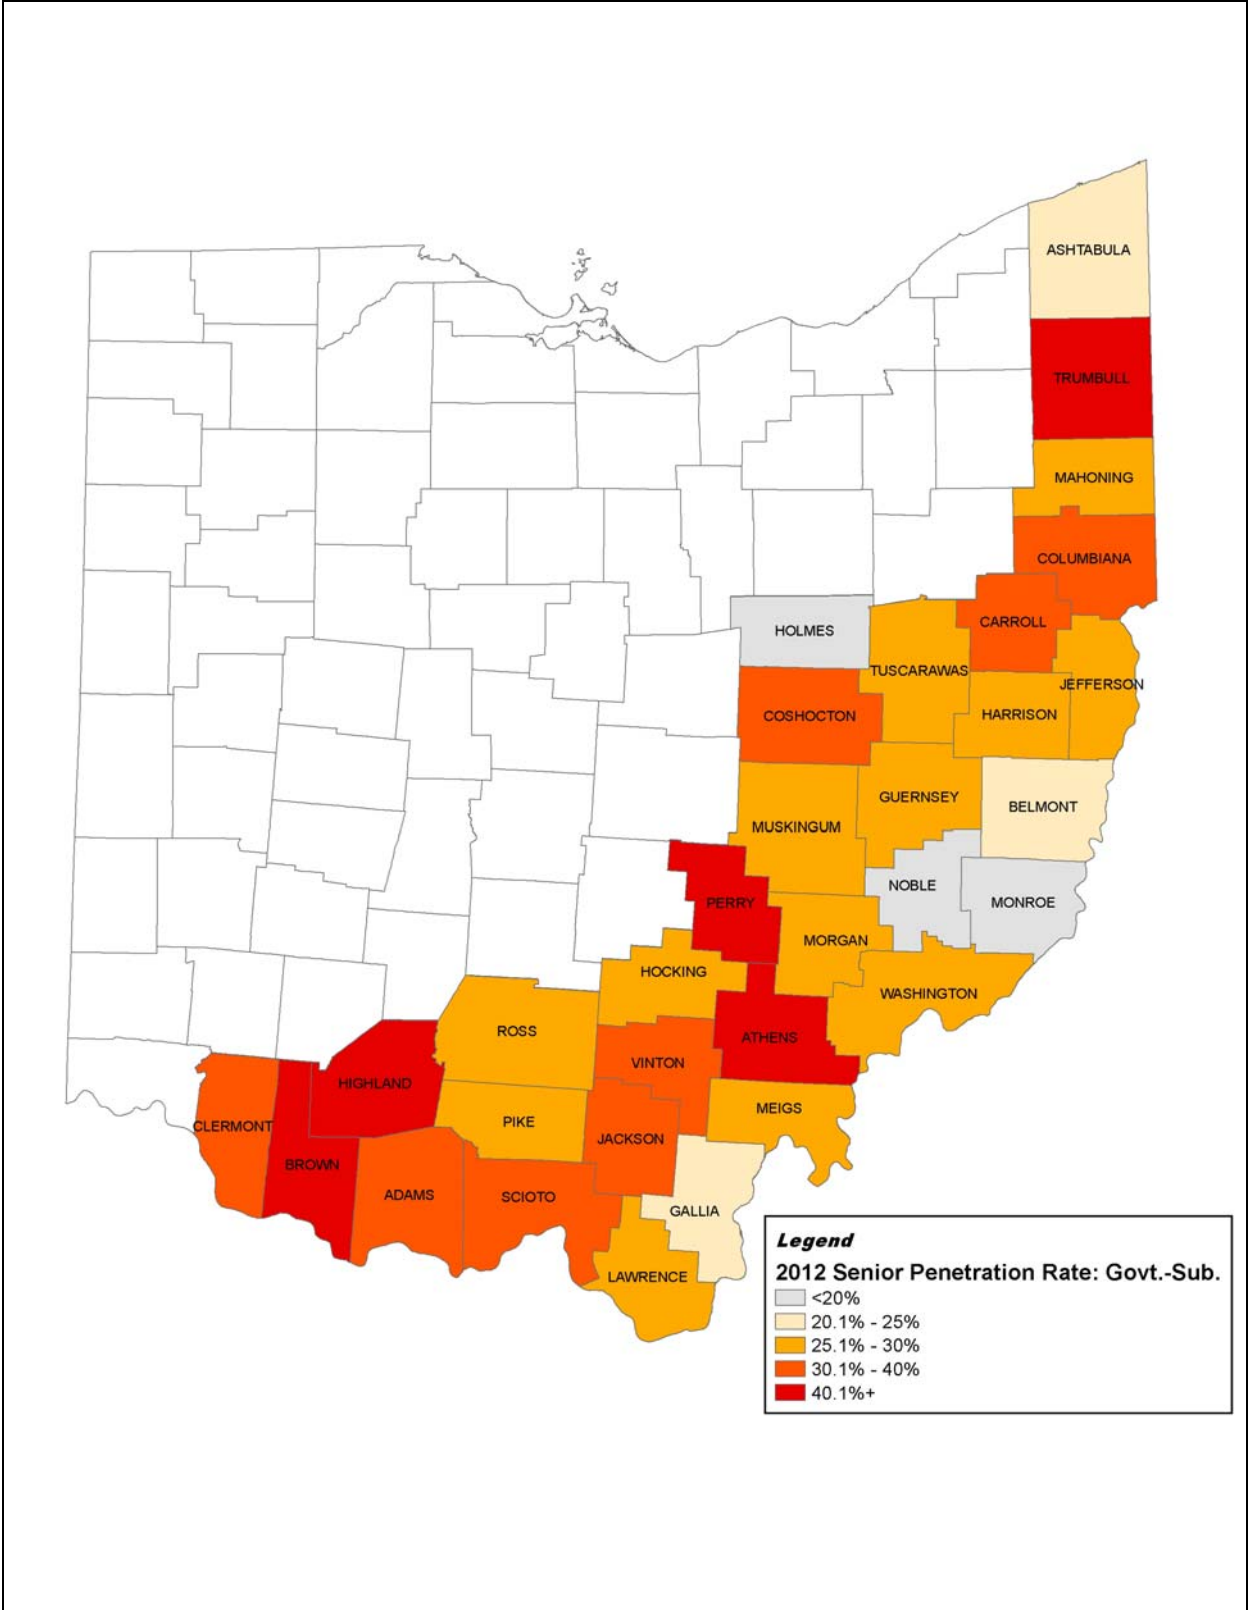 ASHTABULA
TRUMBULL
MAHONING
COLUMBIANA
CARROLL
HOLMES
TUSCARAWAS
JEFFERSON
COSHOCTON
HARRISON
GUERNSEY
BELMONT
MUSKINGUM
NOBLE
PERRY
MONROE
MORGAN
HOCKING
WASHINGTON
ROSS
ATHENS
VINTON
HIGHLAND
MEIGS
PIKE
CLERMONT
JACKSON
BROWN
ADAMS
SCIOTO
GALLIA
LAWRENCE
Legend
2012 Senior Penetration Rate: Govt.-Sub.
<20%
20.1% - 25%
25.1% - 30%
30.1% - 40%
40.1%+